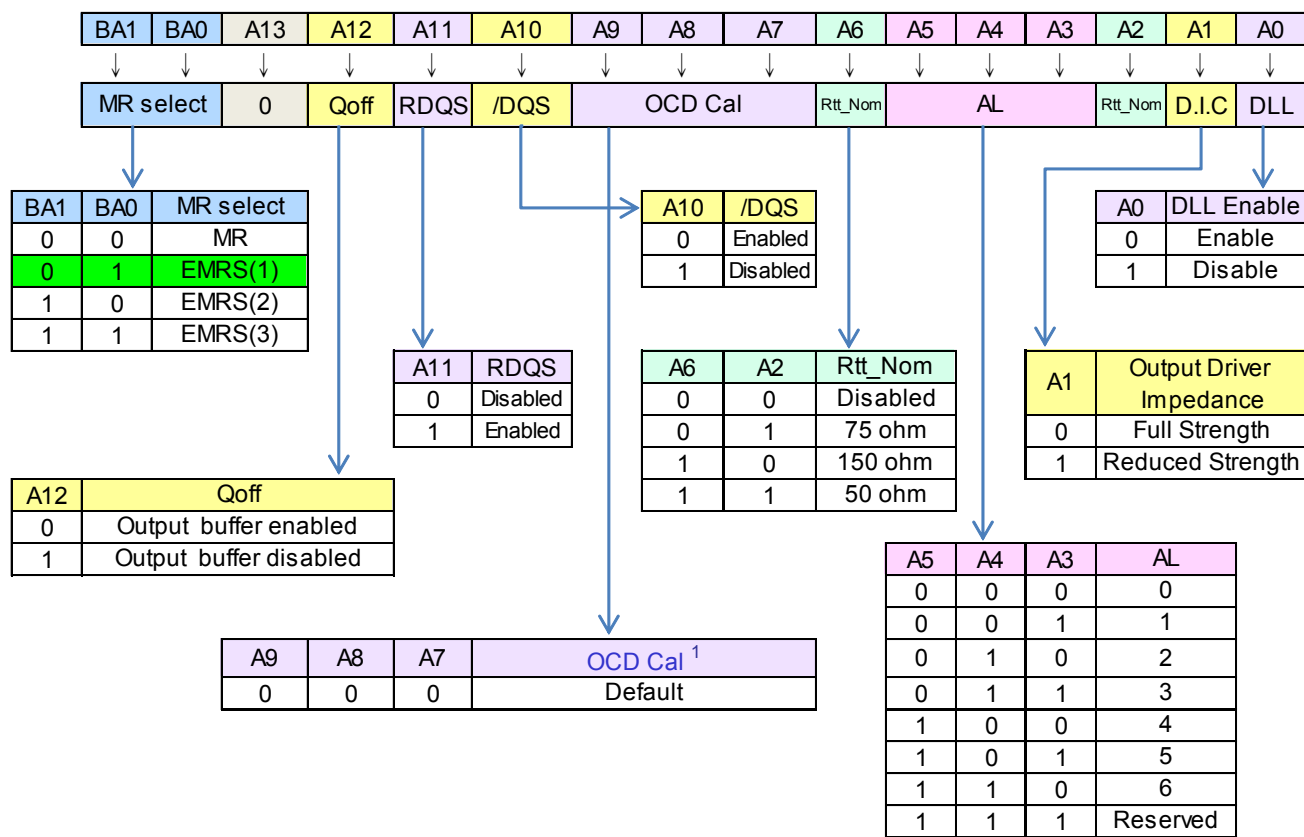 BA1 BA0 A13 A12 A11 A10 A9 A8 A7 A6 A5 A4 A3 A2 A1 A0
MR select 0 Qoff RDQS /DQS OCD Cal Rtt_Nom AL Rtt_Nom D.I.C DLL
BA1 BA0 MR select
0 0 MR
0 1 EMRS(1)
1 0 EMRS(2)
1 1 EMRS(3)
A10 /DQS
0 Enabled
1 Disabled
A0 DLL Enable
0 Enable
1 Disable
A11 RDQS
0 Disabled
1 Enabled
A6 A2 Rtt_Nom
0 0 Disabled
0 1 75 ohm
1 0 150 ohm
1 1 50 ohm
A1 Output Driver
Impedance
0 Full Strength
1 Reduced Strength
A12 Qoff
0 Output buffer enabled
1 Output buffer disabled
A9 A8 A7 OCD Cal 1
0 0 0 Default
A5 A4 A3 AL
0 0 0 0
0 0 1 1
0 1 0 2
0 1 1 3
1 0 0 4
1 0 1 5
1 1 0 6
1 1 1 Reserved